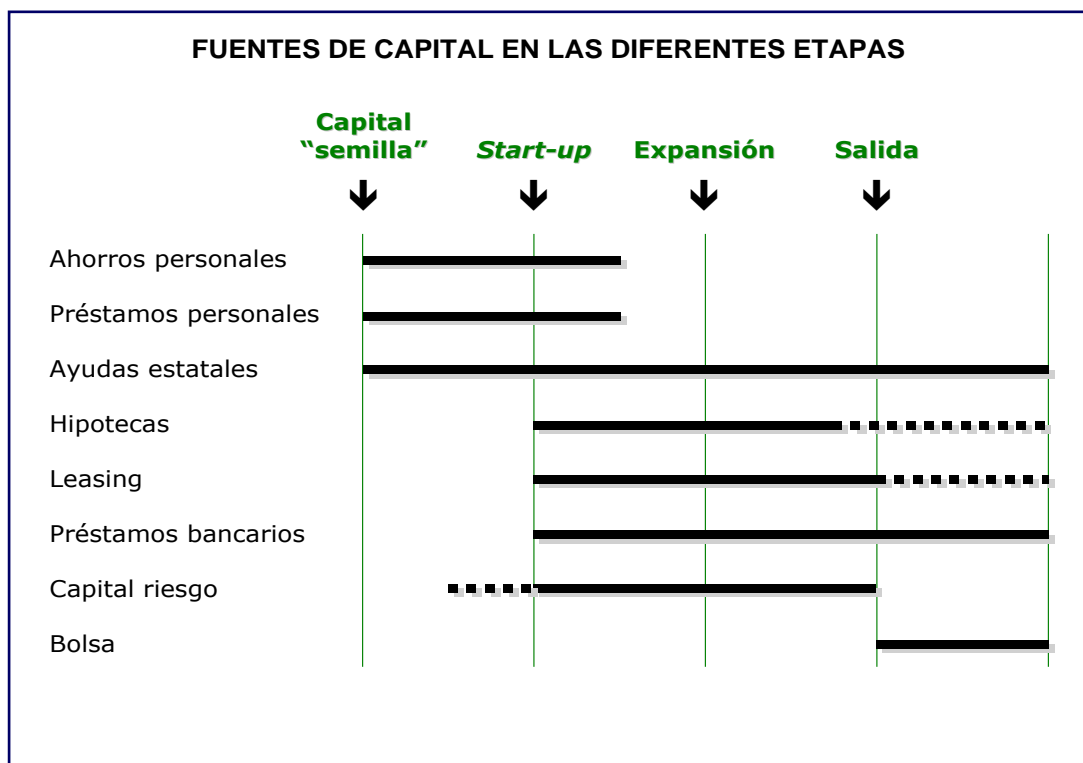 FUENTES DE CAPITAL EN LAS DIFERENTES ETAPAS
Capital
“semilla”
Start-up
Expansión
Salida
Ahorros personales
Préstamos personales
Ayudas estatales
Hipotecas
Leasing
Préstamos bancarios
Capital riesgo
Bolsa